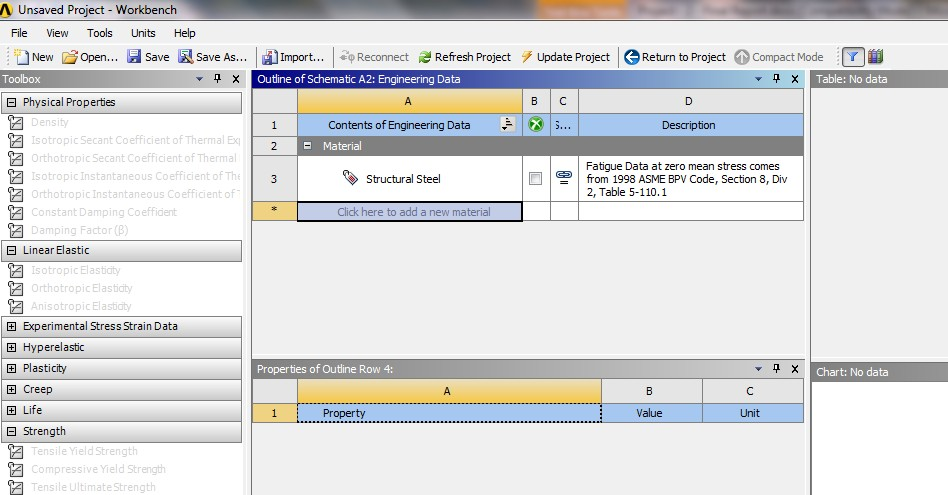 Unsaved Project - Workbench
File View Tools Units Help
New Open... Save Save As... Import... Reconnect Refresh Project Update Project Return to Project Compact Mode
Toolbox
Physical Properties
Density
Isotropic Secant Coefficient of Thermal Exp
Orthotropic Secant Coefficient of Thermal
Isotropic Instantaneous Coefficient of The
Orthotropic Instantaneous Coefficient of T
Constant Damping Coefficient
Damping Factor (β)
Linear Elastic
Isotropic Elasticity
Orthotropic Elasticity
Anisotropic Elasticity
Experimental Stress Strain Data
Hyperelastic
Plasticity
Creep
Life
Strength
Tensile Yield Strength
Compressive Yield Strength
Tensile Ultimate Strength
Outline of Schematic A2: Engineering Data
A B C D
1 Contents of Engineering Data S... Description
2 Material
3 Structural Steel
Fatigue Data at zero mean stress comes
from 1998 ASME BPV Code, Section 8, Div
2, Table 5-110.1
* Click here to add a new material
Properties of Outline Row 4:
A B C
1 Property Value Unit
Table: No data
Chart: No data